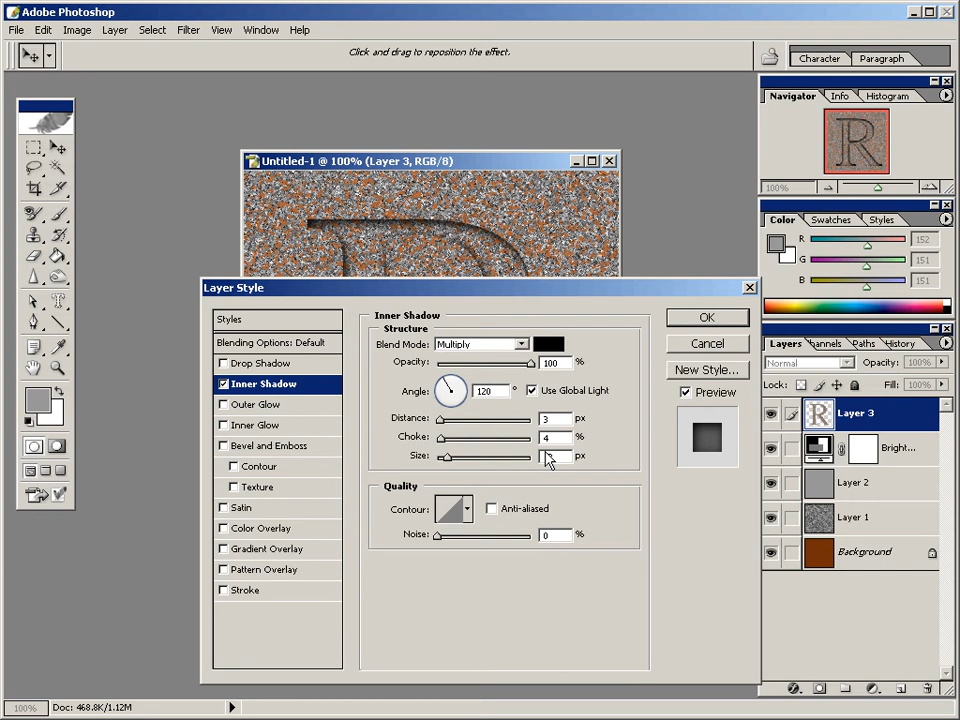 Adobe Photoshop
File Edit Image Layer Select Filter View Window Help
Click and drag to reposition the effect.
Character Paragraph
Navigator Info Histogram
100%
Untitled-1 @ 100% (Layer 3, RGB/8)
R
Color Swatches Styles
R 152
G 151
B 151
Layer Style
Styles
Blending Options: Default
Drop Shadow
Inner Shadow
Outer Glow
Inner Glow
Bevel and Emboss
Contour
Texture
Satin
Color Overlay
Gradient Overlay
Pattern Overlay
Stroke
Inner Shadow
Structure
Blend Mode: Multiply
Opacity: 100 %
Angle: 120 ° Use Global Light
Distance: 3 px
Choke: 4 %
Size: px
Quality
Contour: Anti-aliased
Noise: 0 %
OK
Cancel
New Style...
Preview
Layers Channels Paths History
Normal Opacity: 100%
Lock: Fill: 100%
Layer 3
Bright...
Layer 2
Layer 1
Background
100% Doc: 468.8K/1.12M